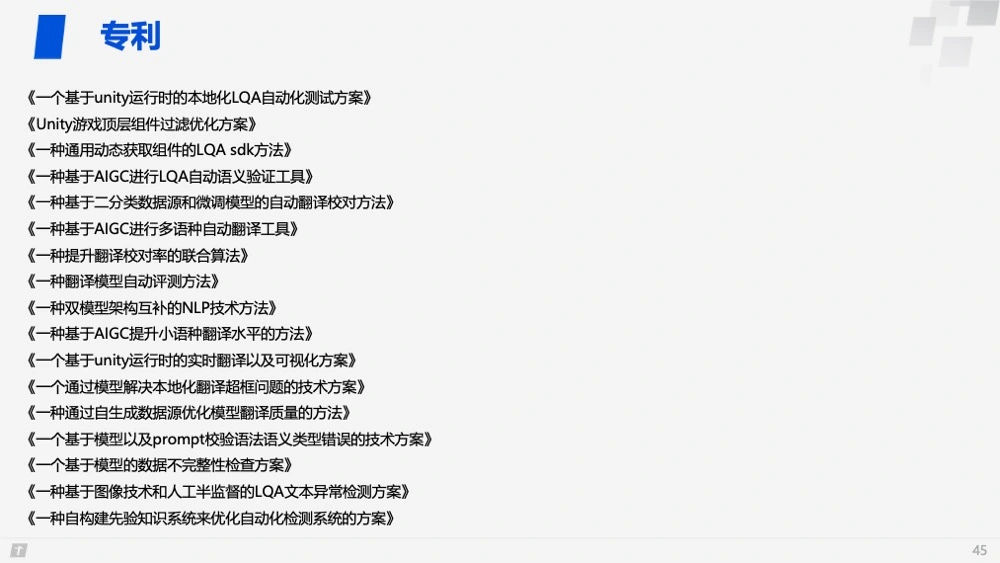 专利
《一个基于unity运行时的本地化LQA自动化测试方案》
《Unity游戏顶层组件过滤优化方案》
《一种通用动态获取组件的LQA sdk方法》
《一种基于AIGC进行LQA自动语义验证工具》
《一种基于二分类数据源和微调模型的自动翻译校对方法》
《一种基于AIGC进行多语种自动翻译工具》
《一种提升翻译校对率的联合算法》
《一种翻译模型自动评测方法》
《一种双模型架构互补的NLP技术方法》
《一种基于AIGC提升小语种翻译水平的方法》
《一个基于unity运行时的实时翻译以及可视化方案》
《一个通过模型解决本地化翻译超框问题的技术方案》
《一种通过自生成数据源优化模型翻译质量的方法》
《一个基于模型以及prompt校验语法语义类型错误的技术方案》
《一个基于模型的数据不完整性检查方案》
《一种基于图像技术和人工半监督的LQA文本异常检测方案》
《一种自构建先验知识系统来优化自动化检测系统的方案》
45